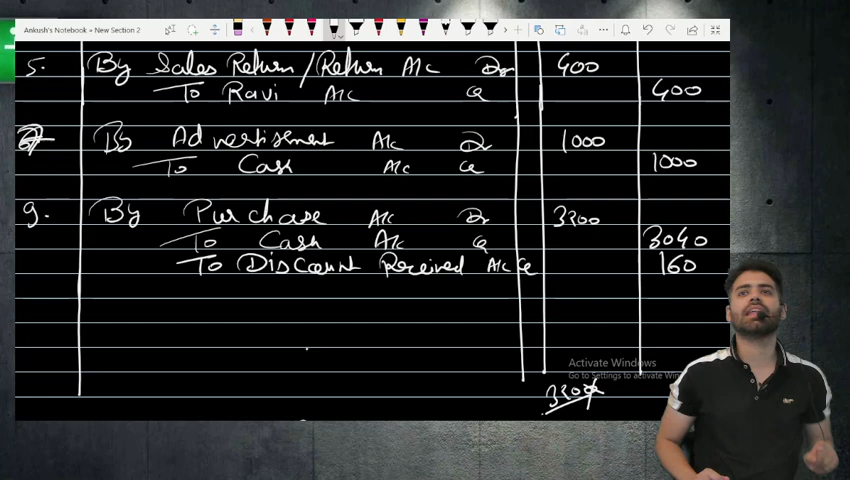 Ankush's Notebook » New Section 2
5. By Sales Return/Return A/c Dr 400
To Ravi A/c Cr 400
By Advertisment A/c Dr 1000
To Cash A/c Cr 1000
9. By Purchase A/c Dr 3200
To Cash A/c Cr 3040
To Discount Received A/c Cr 160
Activate Windows
Go to Settings to activate Win
3200